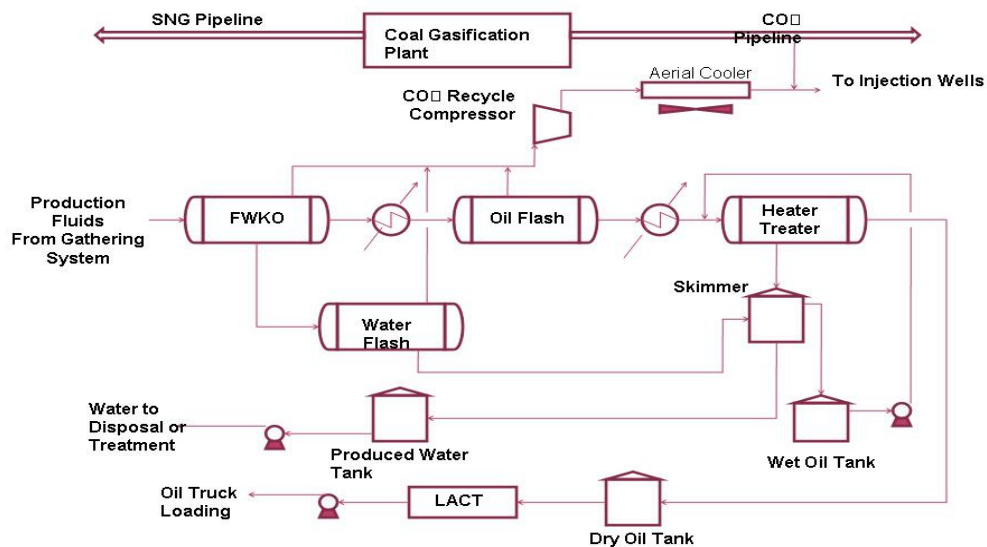 SNG Pipeline
Coal Gasification
Plant
CO□
Pipeline
Aerial Cooler
To Injection Wells
CO□ Recycle
Compressor
Production
Fluids
From Gathering
System
FWKO
Oil Flash
Heater
Treater
Skimmer
Water
Flash
Water to
Disposal or
Treatment
Produced Water
Tank
Wet Oil Tank
Oil Truck
Loading
LACT
Dry Oil Tank